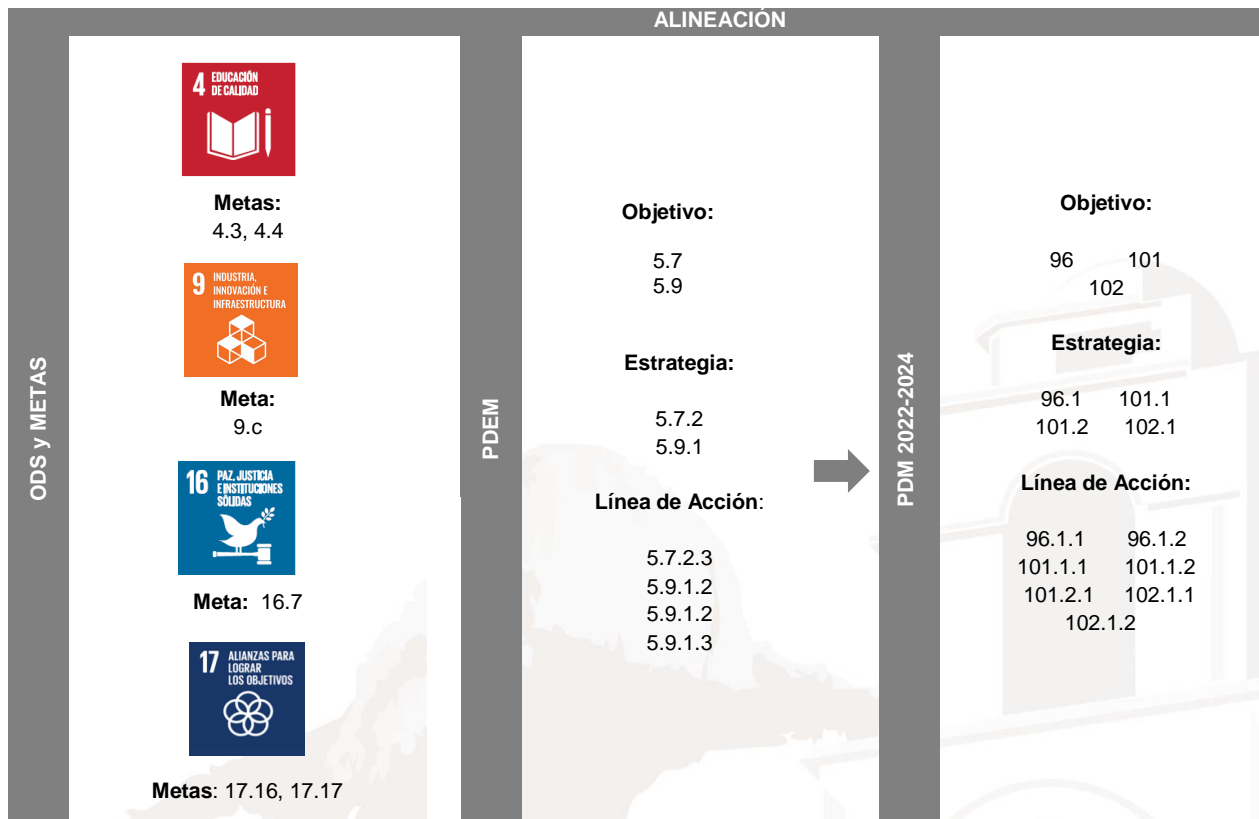 ALINEACIÓN
ODS y METAS
4 EDUCACIÓN
DE CALIDAD
Metas:
4.3, 4.4
9 INDUSTRIA,
INNOVACIÓN E
INFRAESTRUCTURA
Meta:
9.c
16 PAZ, JUSTICIA
E INSTITUCIONES
SÓLIDAS
Meta: 16.7
17 ALIANZAS PARA
LOGRAR
LOS OBJETIVOS
Metas: 17.16, 17.17
PDEM
Objetivo:
5.7
5.9
Estrategia:
5.7.2
5.9.1
Línea de Acción:
5.7.2.3
5.9.1.2
5.9.1.2
5.9.1.3
PDM 2022-2024
Objetivo:
96 101
102
Estrategia:
96.1 101.1
101.2 102.1
Línea de Acción:
96.1.1 96.1.2
101.1.1 101.1.2
101.2.1 102.1.1
102.1.2